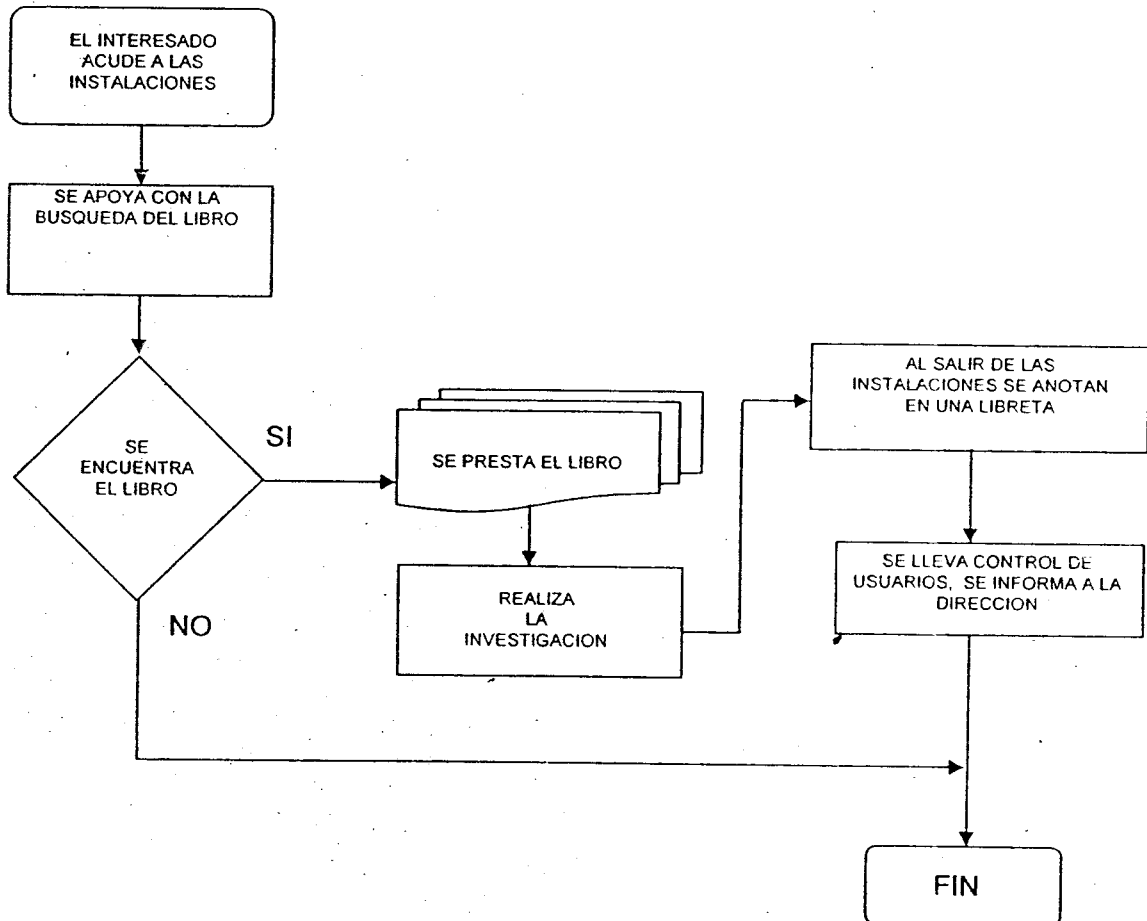 EL INTERESADO
ACUDE A LAS
INSTALACIONES
SE APOYA CON LA
BUSQUEDA DEL LIBRO
SE
ENCUENTRA
EL LIBRO
SI
NO
SE PRESTA EL LIBRO
REALIZA
LA
INVESTIGACION
AL SALIR DE LAS
INSTALACIONES SE ANOTAN
EN UNA LIBRETA
SE LLEVA CONTROL DE
USUARIOS, SE INFORMA A LA
DIRECCION
FIN